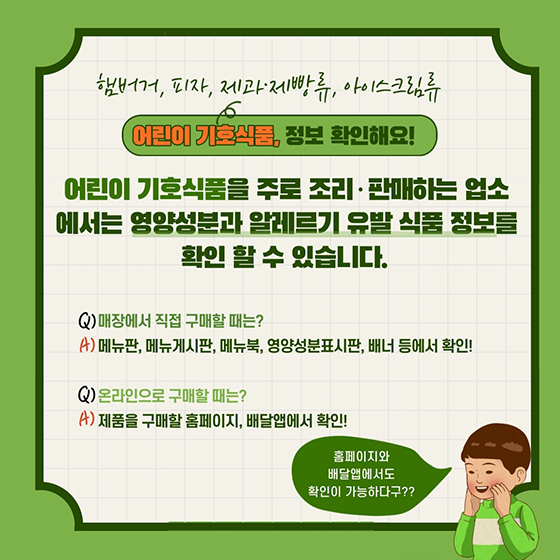 햄버거, 피자, 제과·제빵류, 아이스크림류
어린이 기호식품, 정보 확인해요!
어린이 기호식품을 주로 조리·판매하는 업소
에서는 영양성분과 알레르기 유발 식품 정보를
확인 할 수 있습니다.
Q) 매장에서 직접 구매할 때는?
A) 메뉴판, 메뉴게시판, 메뉴북, 영양성분표시판, 배너 등에서 확인!
Q) 온라인으로 구매할 때는?
A) 제품을 구매할 홈페이지, 배달앱에서 확인!
홈페이지와
배달앱에서도
확인이 가능하다구??